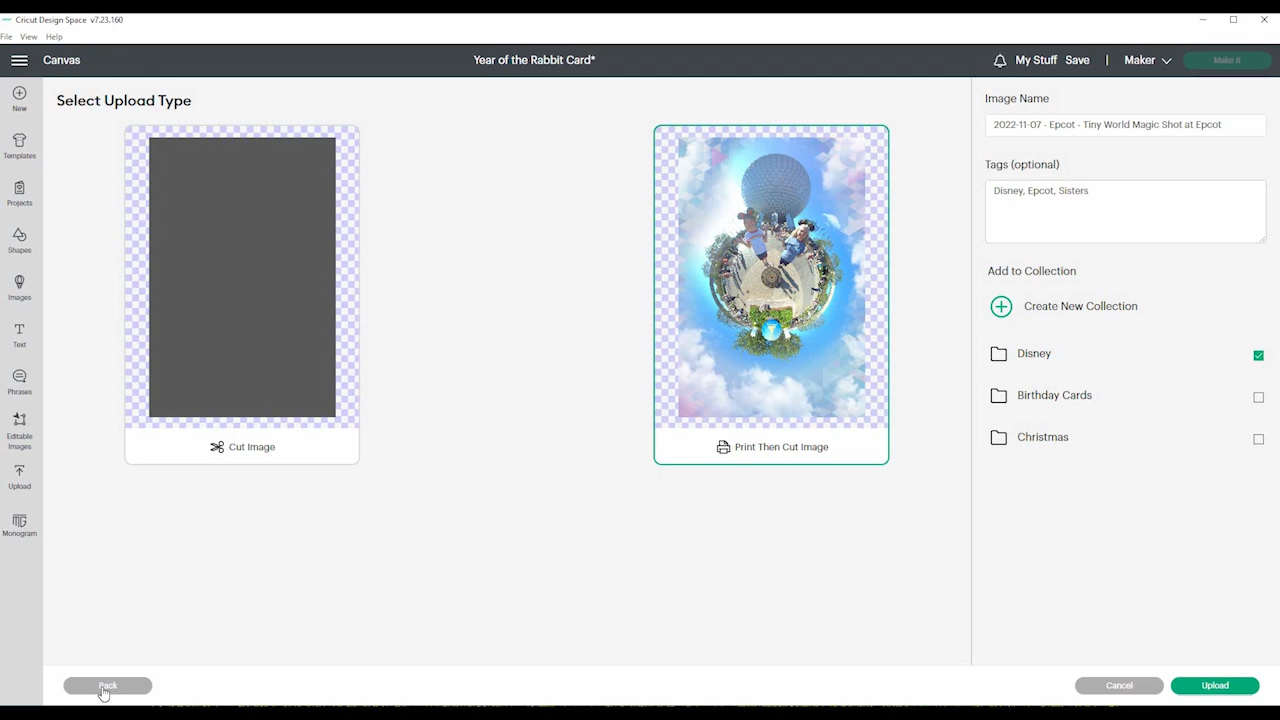 Cricut Design Space v7.23.160
File View Help
Canvas
Year of the Rabbit Card*
My Stuff Save | Maker Make It
New
Templates
Projects
Shapes
Images
Text
Phrases
Editable
Images
Upload
Monogram
Select Upload Type
Cut Image
Print Then Cut Image
Image Name
2022-11-07 - Epcot - Tiny World Magic Shot at Epcot
Tags (optional)
Disney, Epcot, Sisters
Add to Collection
Create New Collection
Disney
Birthday Cards
Christmas
Back
Cancel
Upload